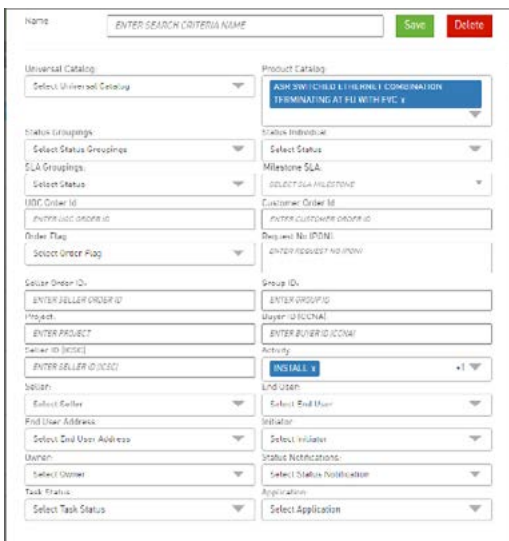 Name
ENTER SEARCH CRITERIA NAME
Save
Delete
Universal Catalog:
Product Catalog:
Select Universal Catalog
ASR SWITCHED ETHERNET COMBINATION
TERMINATING AT EU WITH EVC x
Status Groupings:
Status Individual:
Select Status Groupings
Select Status
SLA Groupings:
Milestone SLA:
Select Status
SELECT SLA MILESTONE
UOC Order Id
Customer Order Id
ENTER UOC ORDER ID
ENTER CUSTOMER ORDER ID
Order Flag:
Request No (PON):
Select Order Flag
ENTER REQUEST NO (PON)
Seller Order ID:
Group ID:
ENTER SELLER ORDER ID
ENTER GROUP ID
Project:
Buyer ID (CCNA):
ENTER PROJECT
ENTER BUYER ID (CCNA)
Seller ID (ICSC)
Activity
ENTER SELLER ID (ICSC)
INSTALL x
+1
Seller:
End User:
Select Seller
Select End User
End User Address:
Initiator:
Select End User Address
Select Initiator
Owner:
Status Notifications:
Select Owner
Select Status Notification
Task Status:
Application:
Select Task Status
Select Application